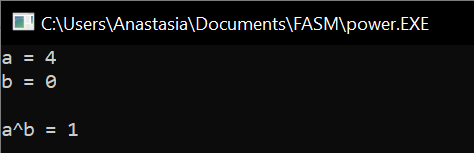 C:\Users\Anastasia\Documents\FASM\power.EXE
a = 4
b = 0
a^b = 1